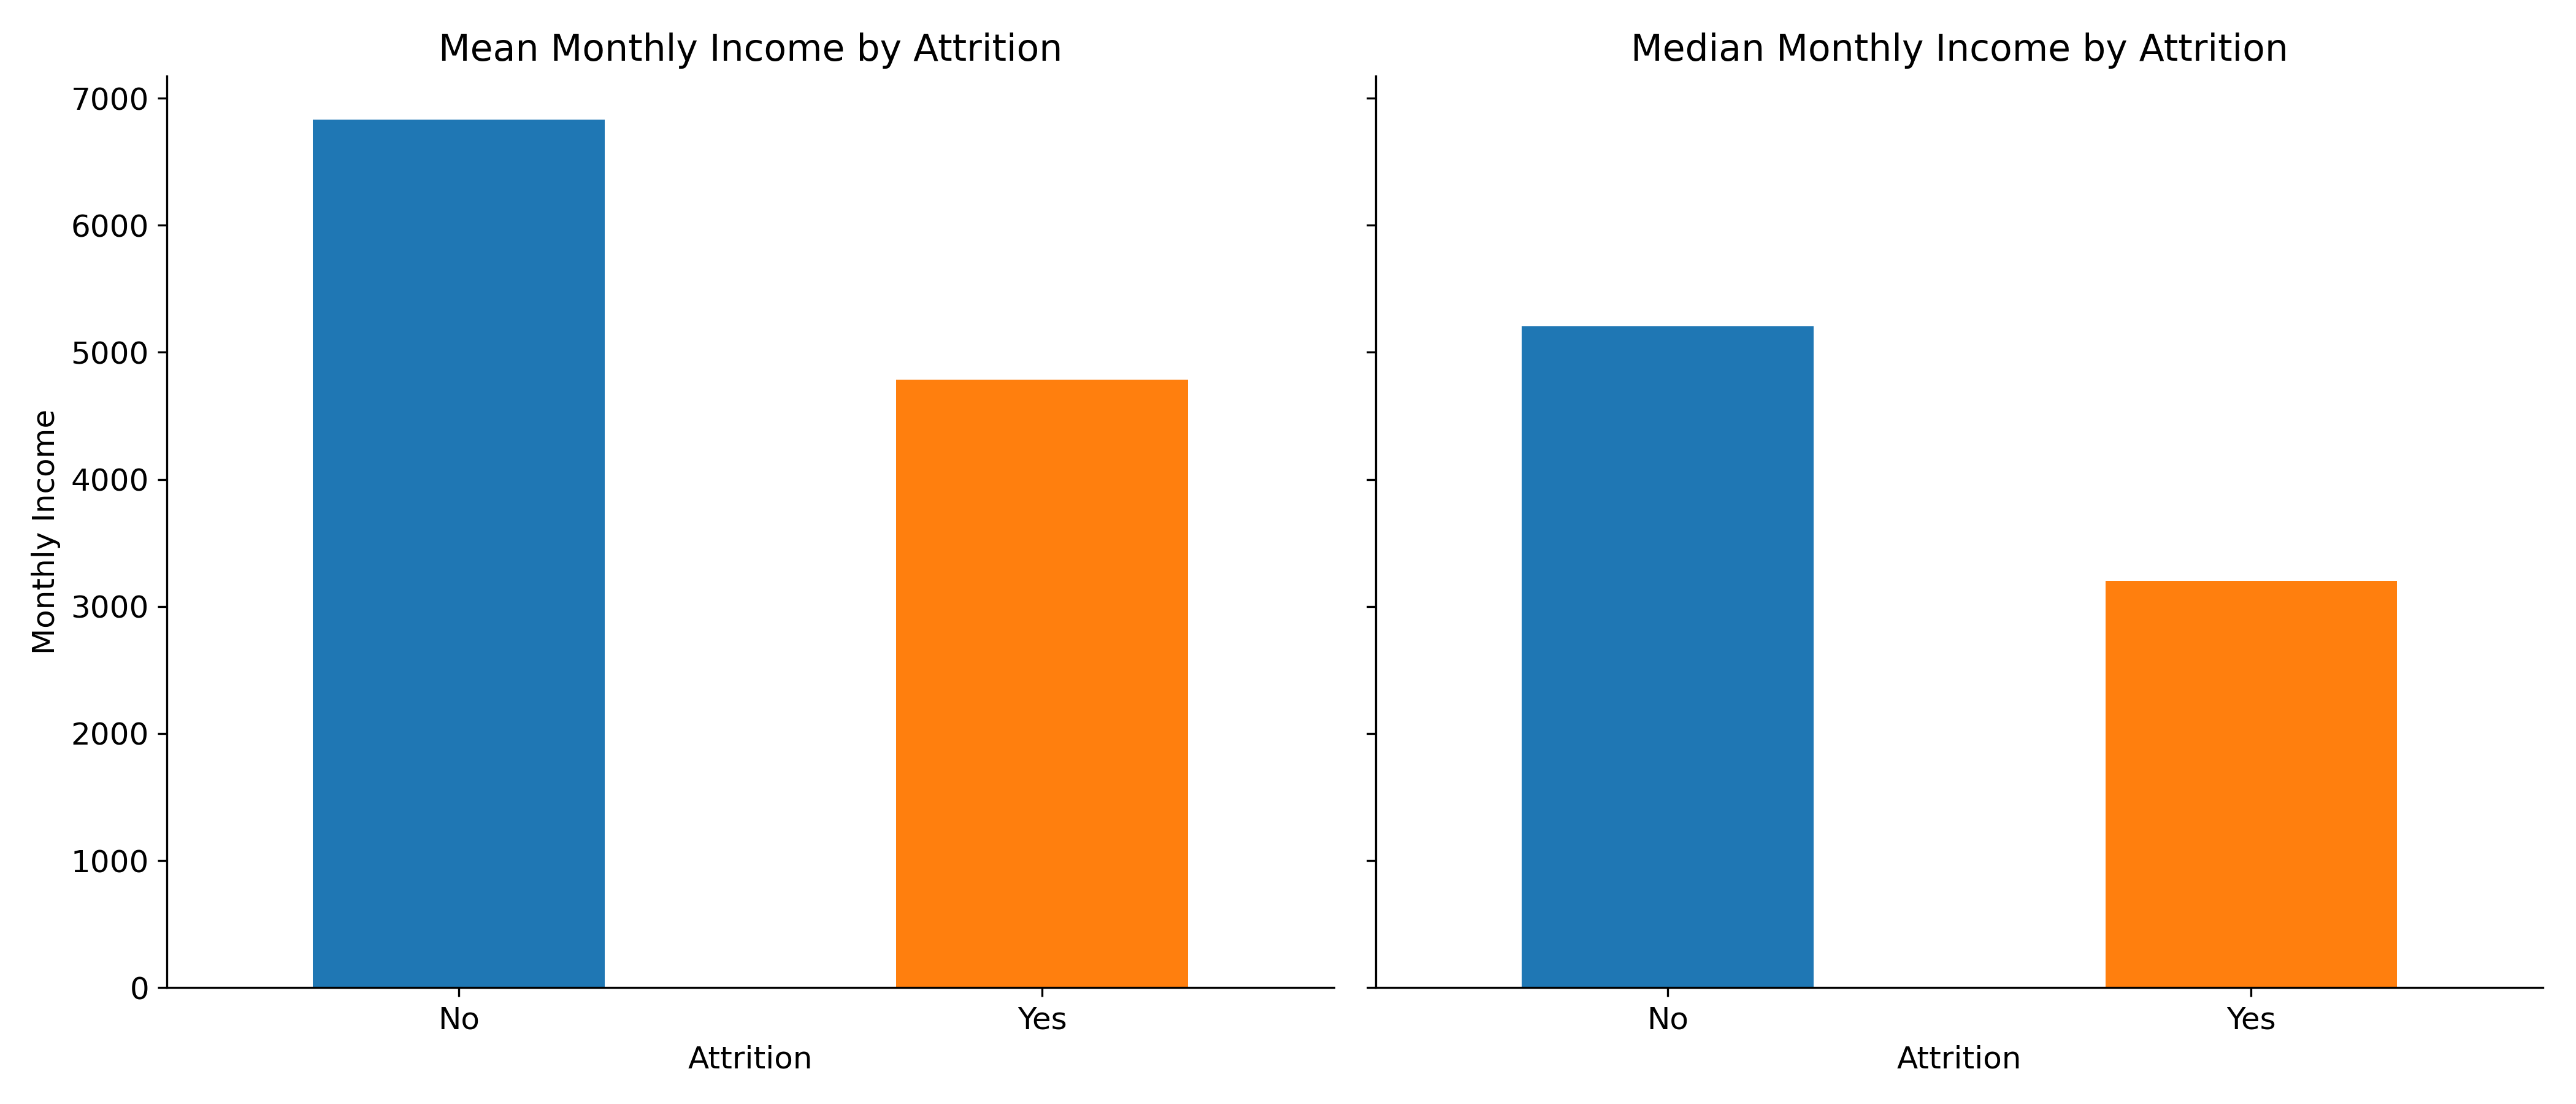 Mean Monthly Income by Attrition
Median Monthly Income by Attrition
Monthly Income
7000
6000
5000
4000
3000
2000
1000
0
No
Yes
Attrition
No
Yes
Attrition